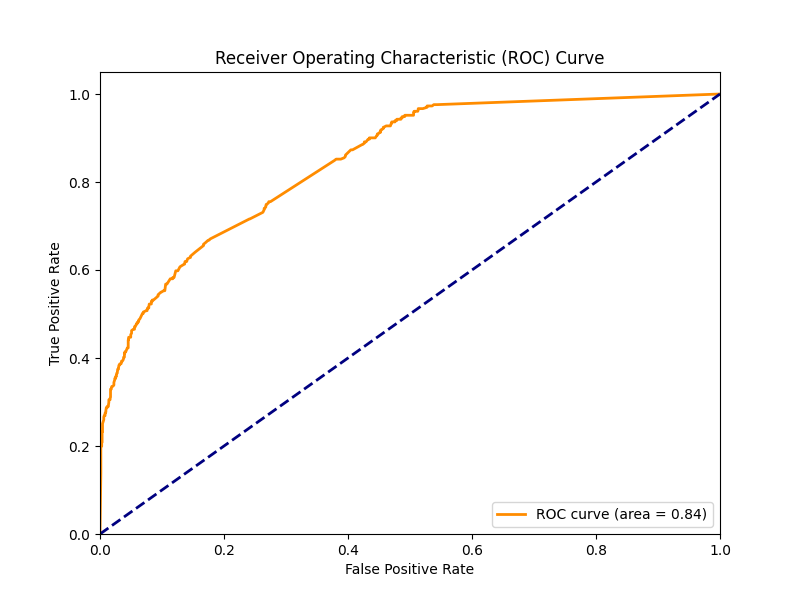 Receiver Operating Characteristic (ROC) Curve
True Positive Rate
1.0
0.8
0.6
0.4
0.2
0.0
0.0 0.2 0.4 0.6 0.8 1.0
False Positive Rate
ROC curve (area = 0.84)